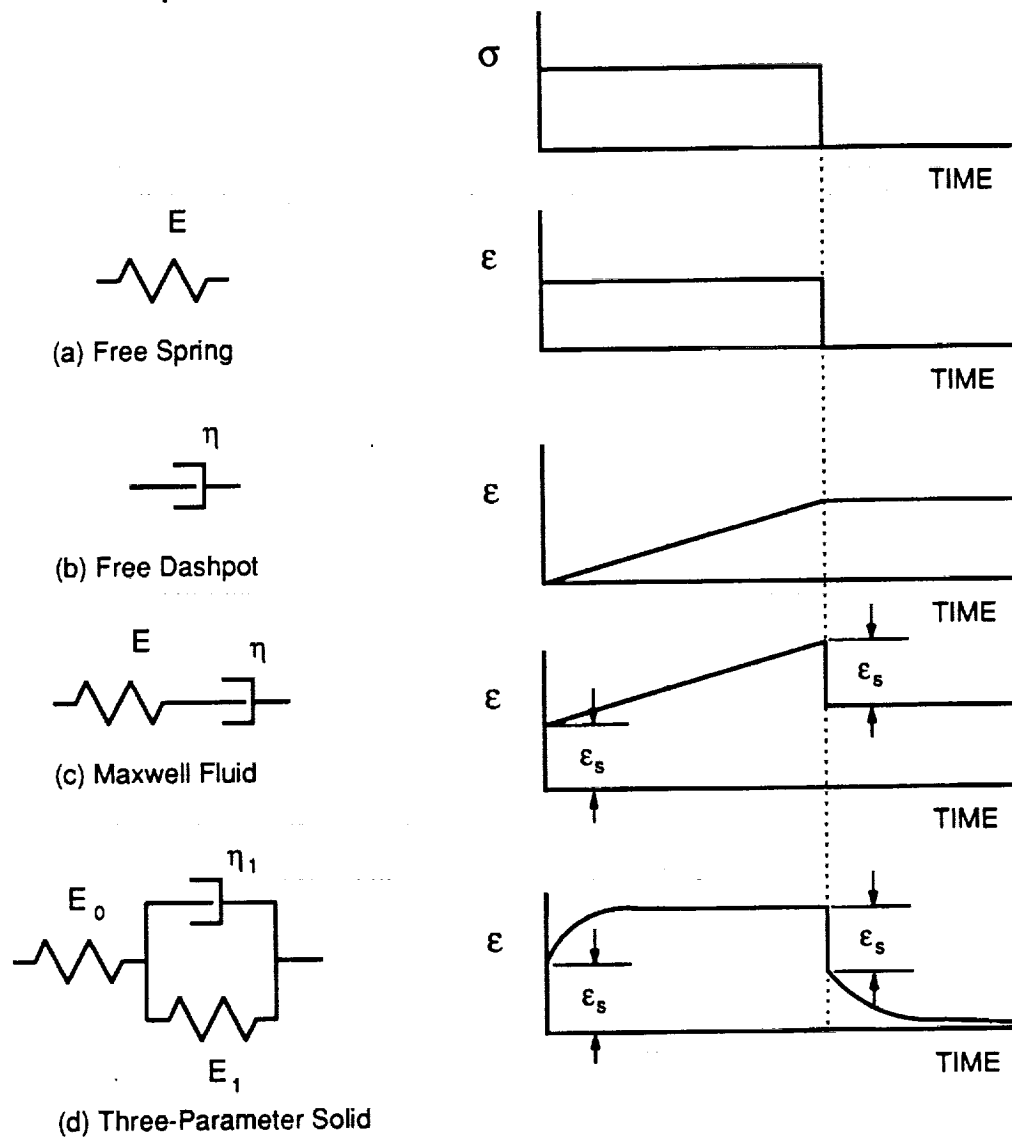 σ
TIME
E
ε
(a) Free Spring
TIME
η
ε
(b) Free Dashpot
TIME
E
η
ε
εs
εs
(c) Maxwell Fluid
TIME
η1
E0
ε
εs
εs
E1
TIME
(d) Three-Parameter Solid